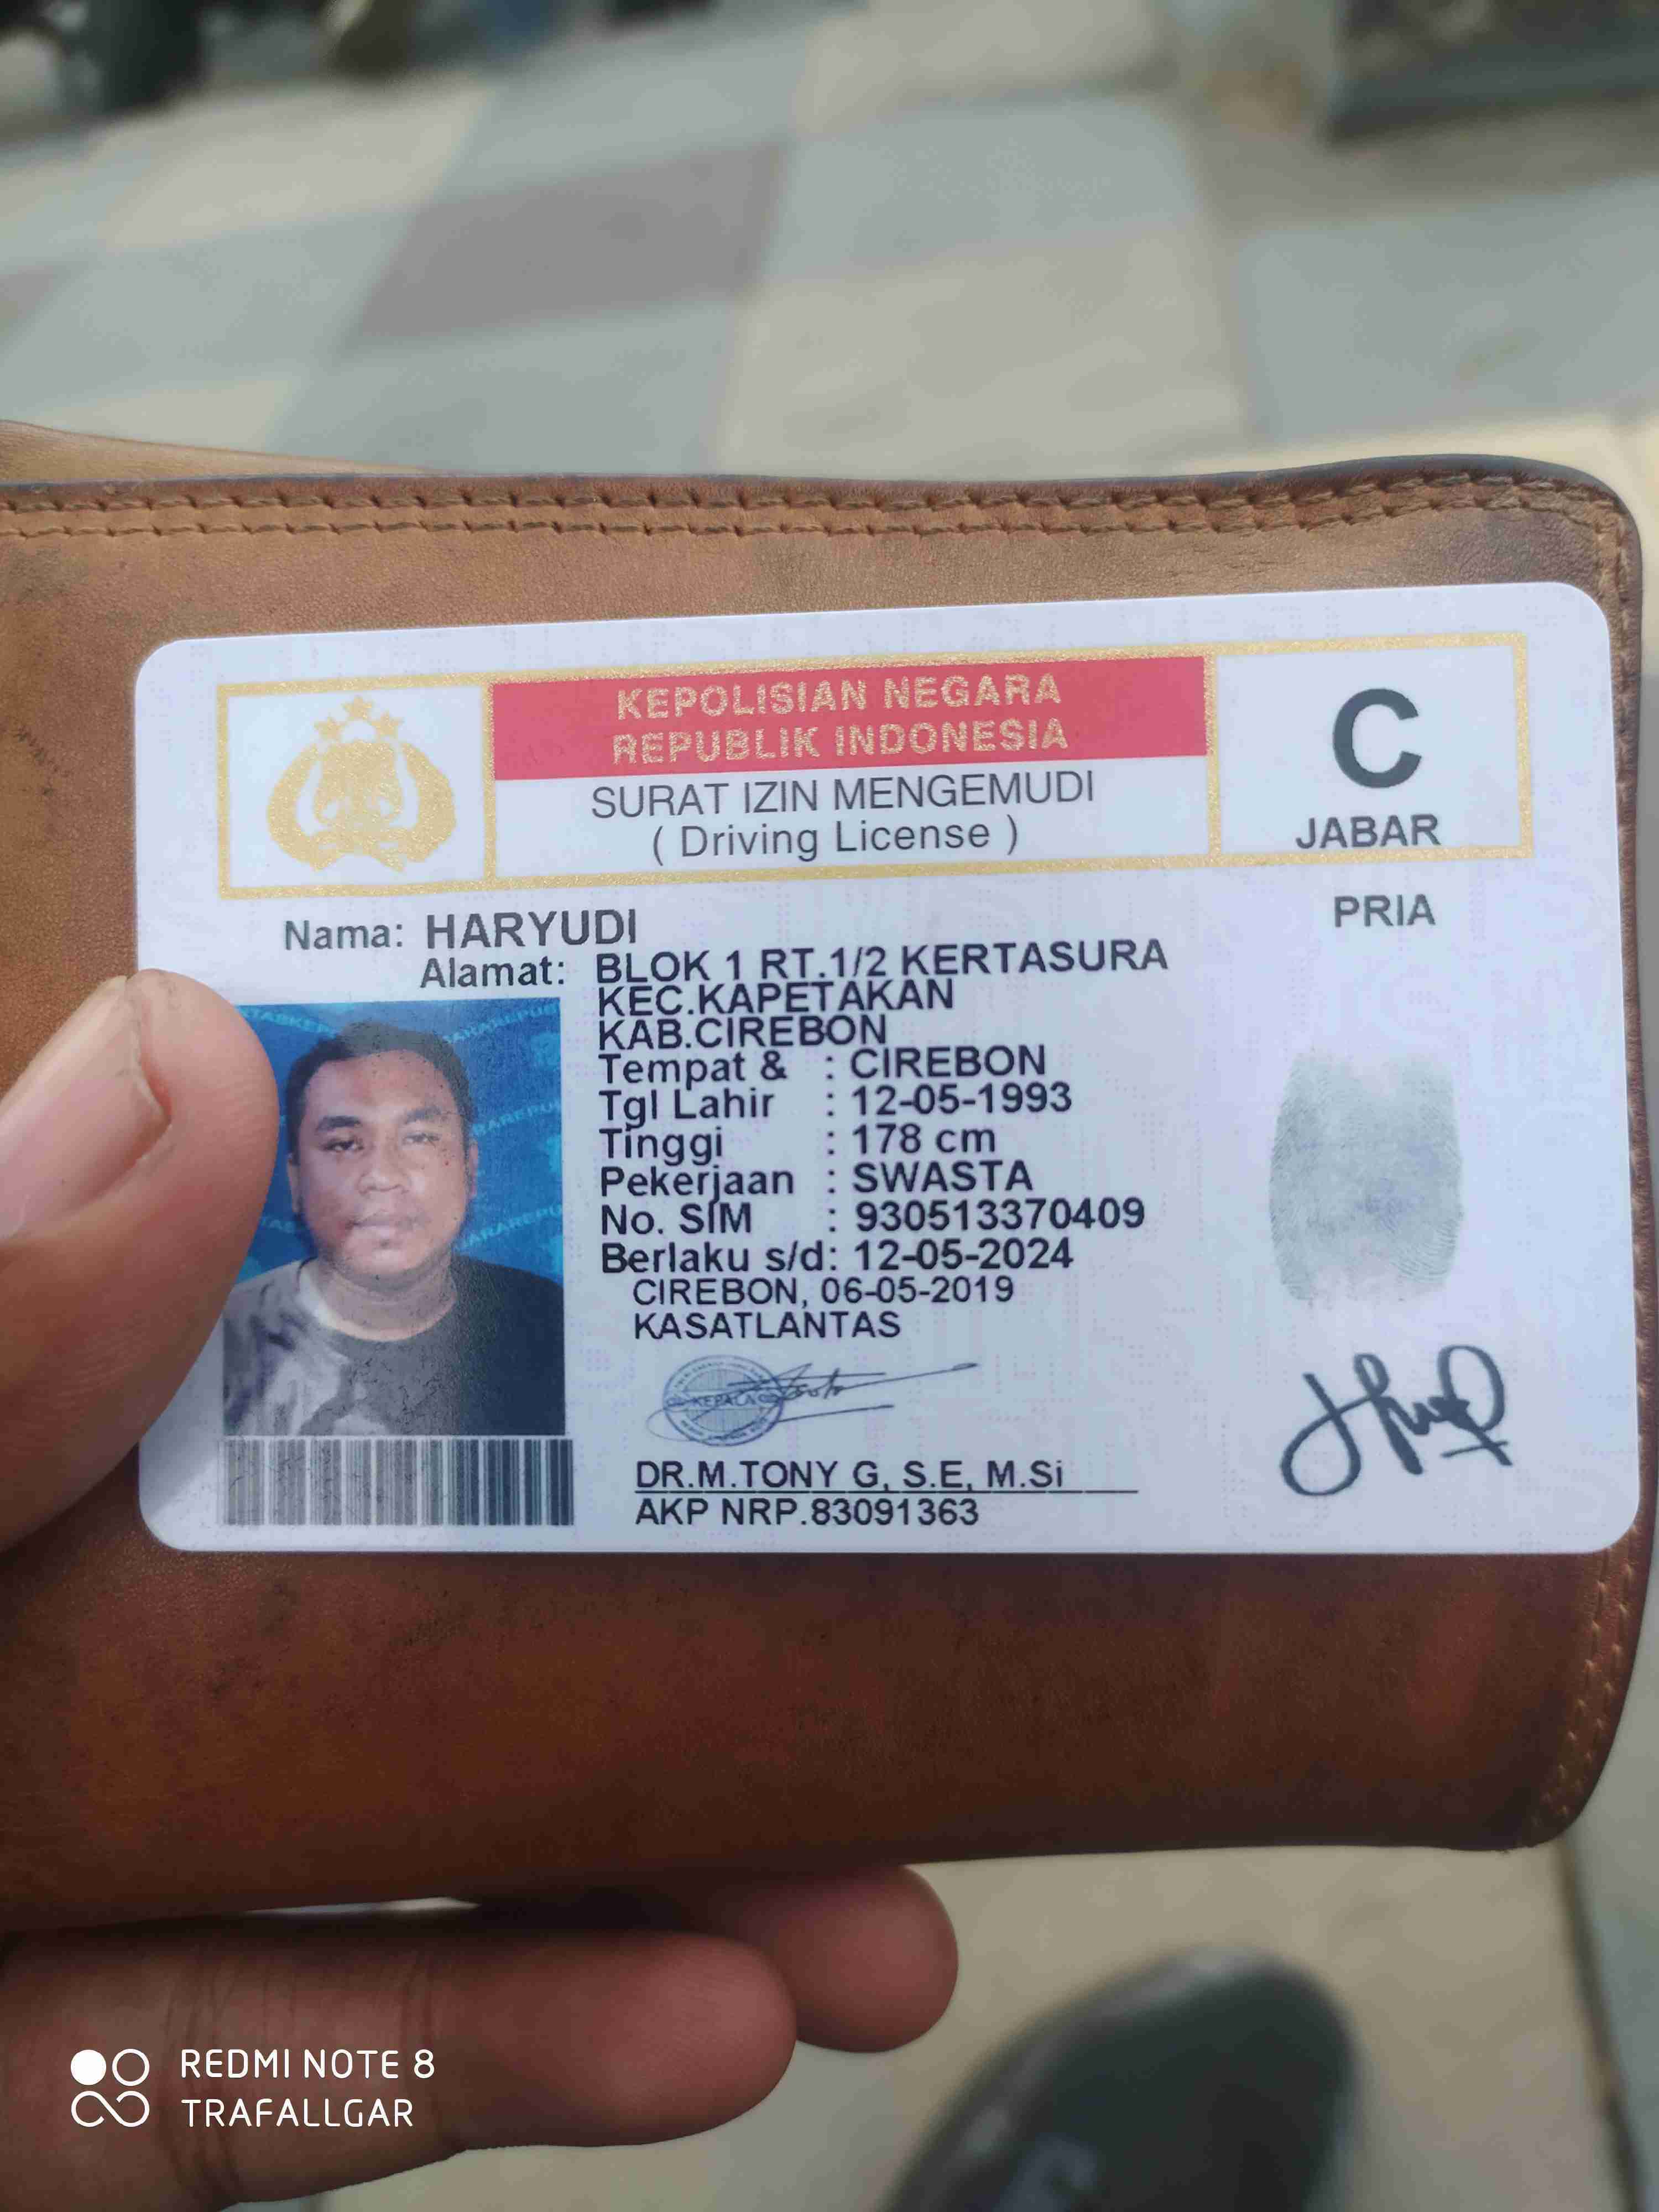 KEPOLISIAN NEGARA
REPUBLIK INDONESIA
SURAT IZIN MENGEMUDI
( Driving License )
C
JABAR
PRIA
Nama: HARYUDI
Alamat: BLOK 1 RT.1/2 KERTASURA
KEC.KAPETAKAN
KAB.CIREBON
Tempat & : CIREBON
Tgl Lahir : 12-05-1993
Tinggi : 178 cm
Pekerjaan : SWASTA
No. SIM : 930513370409
Berlaku s/d: 12-05-2024
CIREBON, 06-05-2019
KASATLANTAS
KEPALA
DR.M.TONY G, S.E, M.Si
AKP NRP.83091363
REDMI NOTE 8
TRAFALLGAR